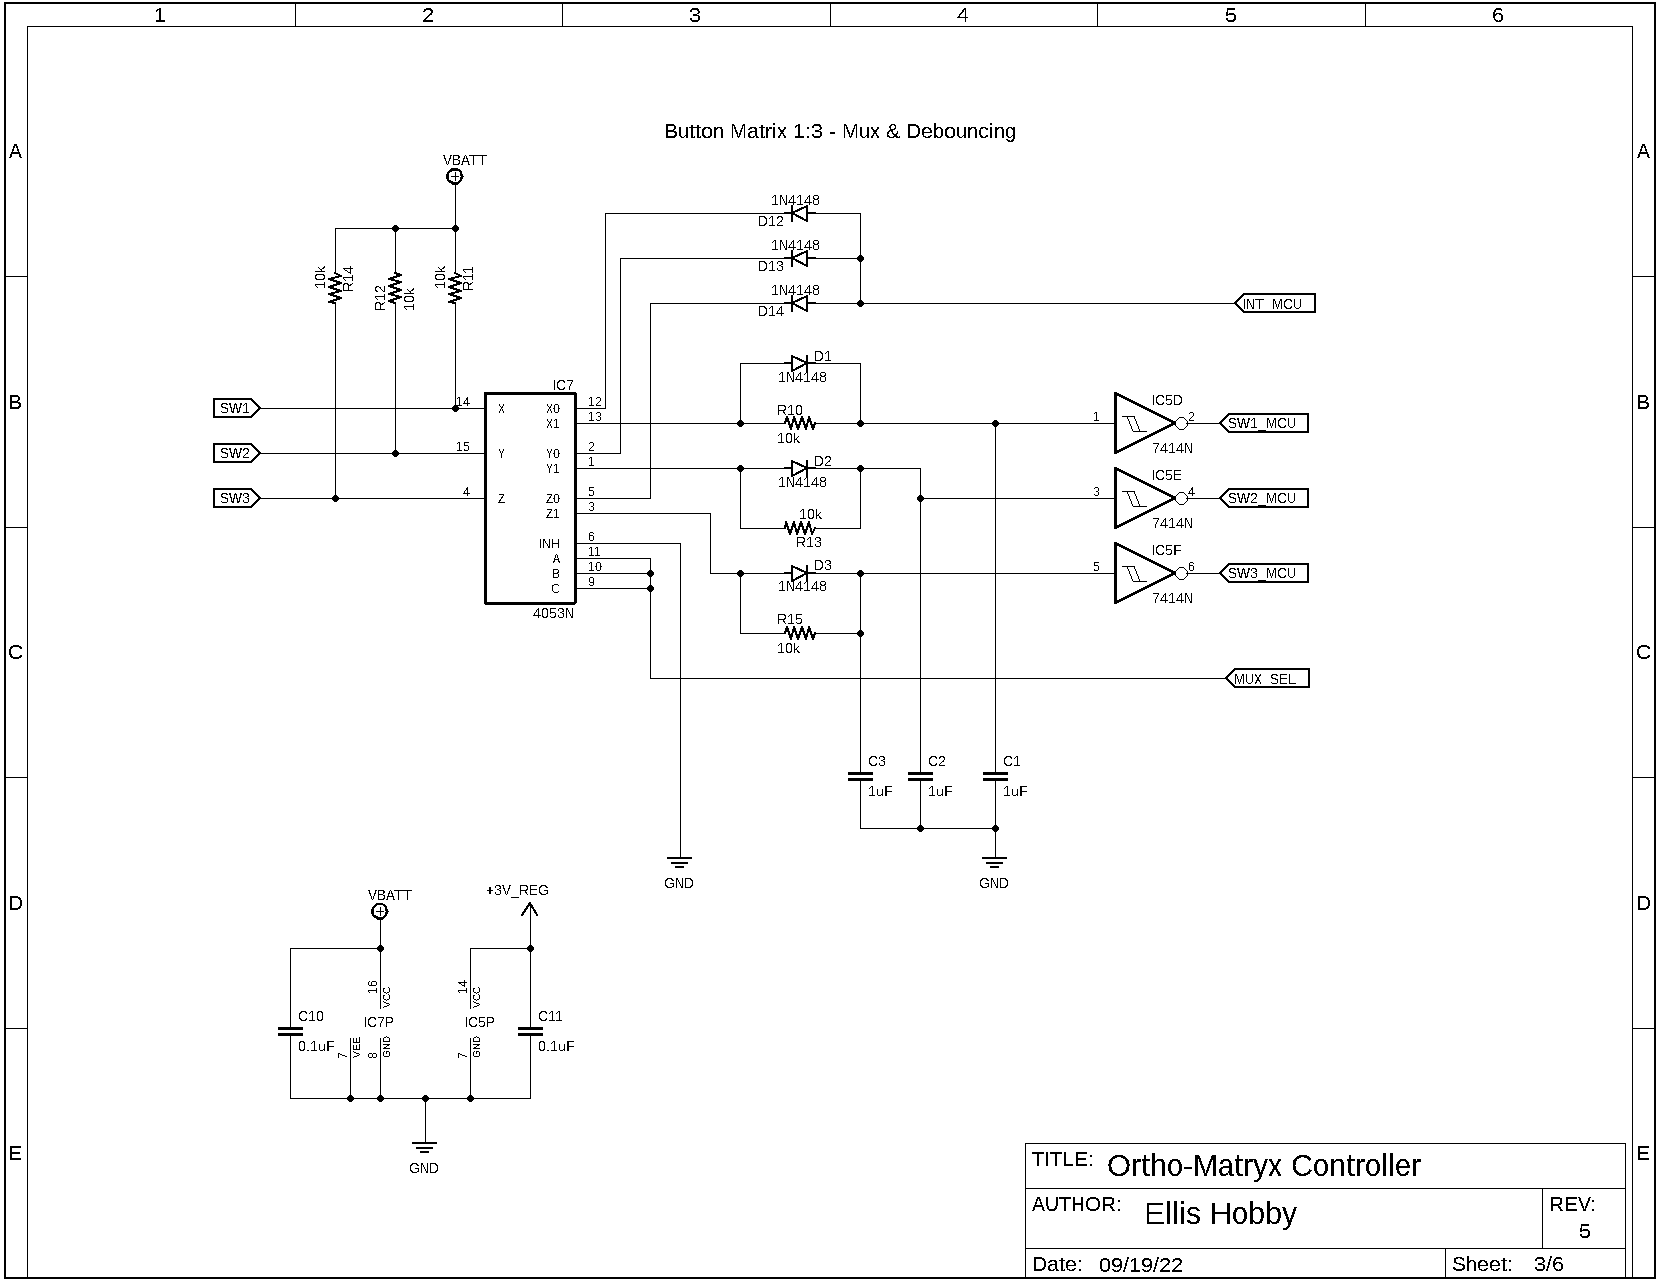 1 2 3 4 5 6
Button Matrix 1:3 - Mux & Debouncing
A A
VBATT
1N4148
D12
1N4148
D13
10k R14 R12 10k 10k R11
1N4148
D14
INT_MCU
D1
1N4148
IC7
B B
SW1 14 X X0 12
X1 13
R10
10k
1 IC5D 2 SW1_MCU
7414N
SW2 15 Y Y0 2
Y1 1
D2
1N4148
IC5E
SW3 4 Z Z0 5
Z1 3
10k
R13
3 4 SW2_MCU
7414N
INH 6
A 11
B 10
C 9
4053N
D3
1N4148
IC5F
5 6 SW3_MCU
7414N
R15
10k
C C
MUX_SEL
C3 C2 C1
1uF 1uF 1uF
GND GND
D D
VBATT +3V_REG
16 VCC 14 VCC
C10 IC7P IC5P C11
0.1uF 7 VEE 8 GND 7 GND 0.1uF
GND
E E
TITLE: Ortho-Matryx Controller
AUTHOR: Ellis Hobby REV:
5
Date: 09/19/22 Sheet: 3/6